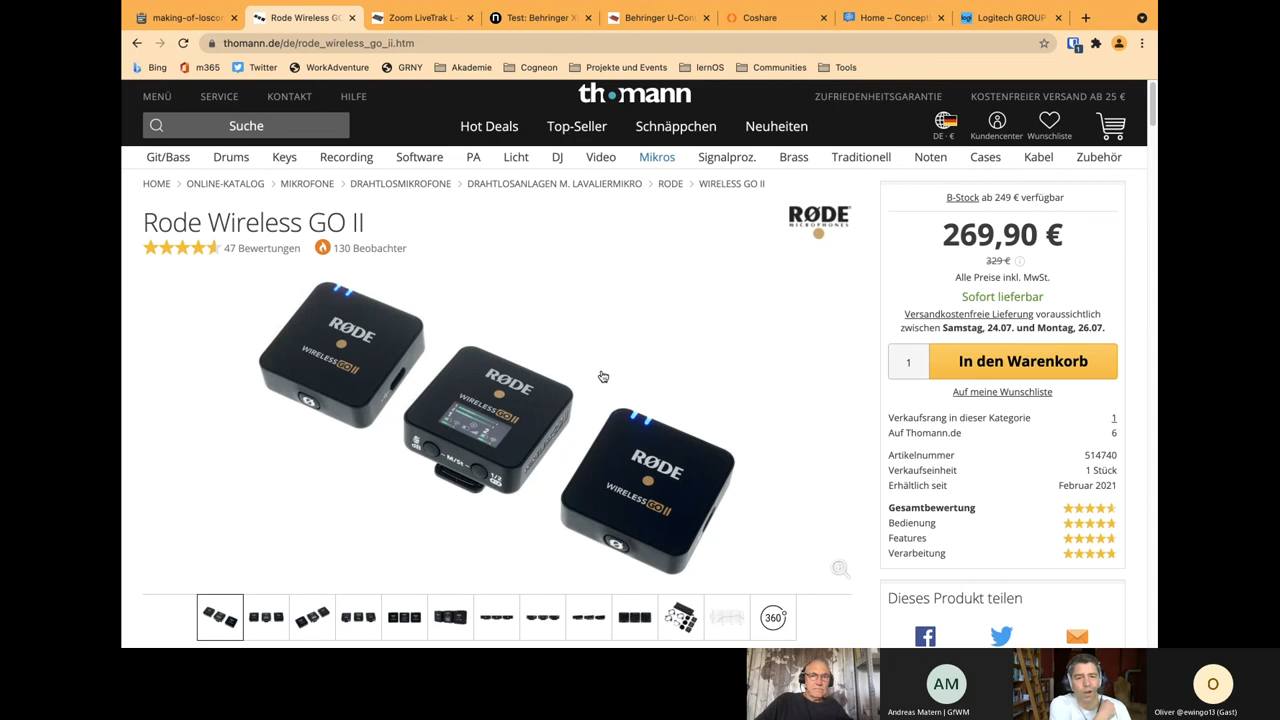 making-of-loscon
Rode Wireless GO
Zoom LiveTrak L-
Test: Behringer X
Behringer U-Con
Coshare
Home – Concept
Logitech GROUP
thomann.de/de/rode_wireless_go_ii.htm
Bing
m365
Twitter
WorkAdventure
GRNY
Akademie
Cogneon
Projekte und Events
lernOS
Communities
Tools
MENÜ
SERVICE
KONTAKT
HILFE
th•mann
ZUFRIEDENHEITSGARANTIE
KOSTENFREIER VERSAND AB 25 €
Suche
Hot Deals
Top-Seller
Schnäppchen
Neuheiten
DE · €
Kundencenter
Wunschliste
Git/Bass
Drums
Keys
Recording
Software
PA
Licht
DJ
Video
Mikros
Signalproz.
Brass
Traditionell
Noten
Cases
Kabel
Zubehör
HOME › ONLINE-KATALOG › MIKROFONE › DRAHTLOSMIKROFONE › DRAHTLOSANLAGEN M. LAVALIERMIKRO › RODE › WIRELESS GO II
Rode Wireless GO II
47 Bewertungen
130 Beobachter
RØDE
MICROPHONES
RØDE
WIRELESS GO II
RØDE
WIRELESS GO II
M/St
RØDE
WIRELESS GO II
360°
B-Stock ab 249 € verfügbar
269,90 €
329 €
Alle Preise inkl. MwSt.
Sofort lieferbar
Versandkostenfreie Lieferung voraussichtlich
zwischen Samstag, 24.07. und Montag, 26.07.
1
In den Warenkorb
Auf meine Wunschliste
Verkaufsrang in dieser Kategorie 1
Auf Thomann.de 6
Artikelnummer 514740
Verkaufseinheit 1 Stück
Erhältlich seit Februar 2021
Gesamtbewertung
Bedienung
Features
Verarbeitung
Dieses Produkt teilen
AM
Andreas Matern | GfWM
O
Oliver @ewingo13 (Gast)